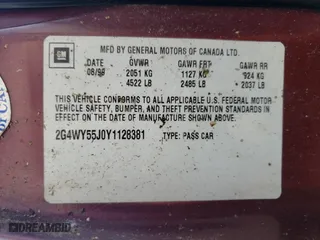 GM
MFD BY GENERAL MOTORS OF CANADA LTD.
DATE GVWR GAWR FRT GAWR RR
08/99 2051 KG 1127 KG 924 KG
4522 LB 2485 LB 2037 LB
THIS VEHICLE CONFORMS TO ALL APPLICABLE U.S. FEDERAL MOTOR
VEHICLE SAFETY, BUMPER, AND THEFT PREVENTION STANDARDS IN
EFFECT ON THE DATE OF MANUFACTURE SHOWN ABOVE.
2G4WY55J0Y1128381 TYPE: PASS CAR